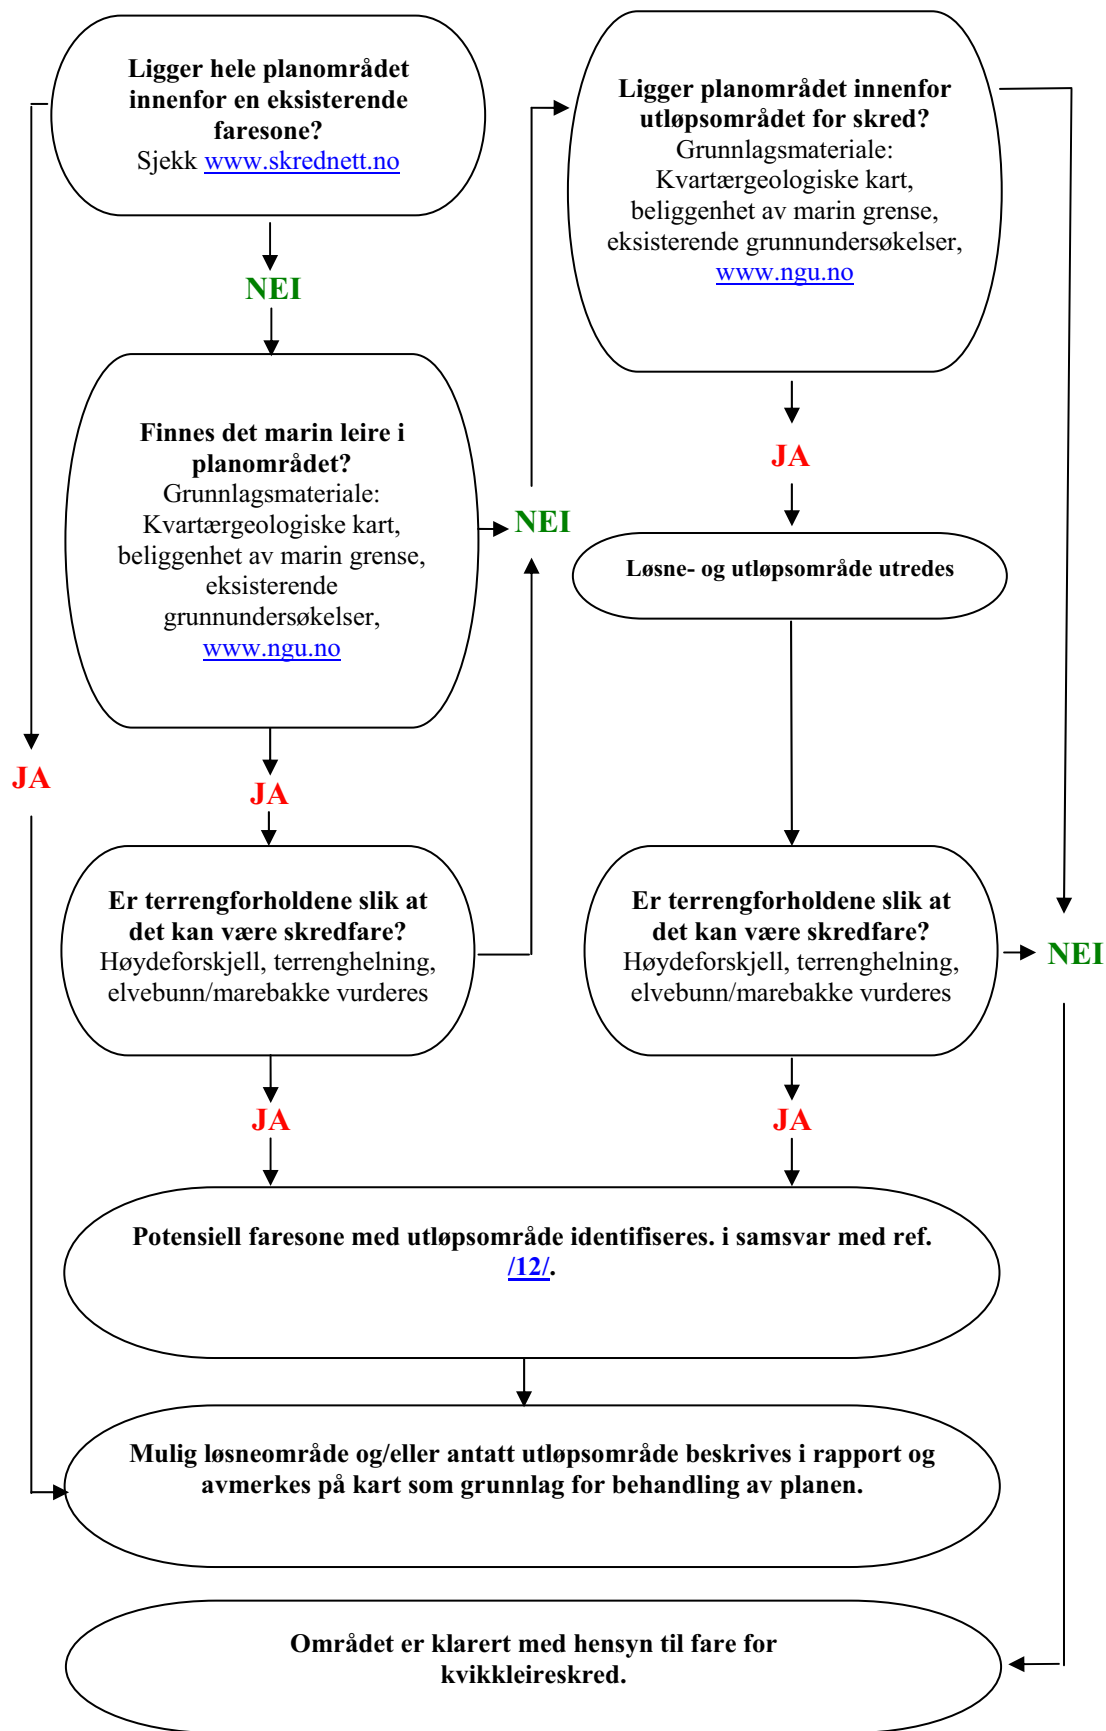 Ligger hele planområdet
innenfor en eksisterende
faresone?
Sjekk www.skrednett.no
NEI
Finnes det marin leire i
planområdet?
Grunnlagsmateriale:
Kvartærgeologiske kart,
beliggenhet av marin grense,
eksisterende
grunnundersøkelser,
www.ngu.no
NEI
JA
JA
Er terrengforholdene slik at
det kan være skredfare?
Høydeforskjell, terrenghelning,
elvebunn/marebakke vurderes
JA
Ligger planområdet innenfor
utløpsområdet for skred?
Grunnlagsmateriale:
Kvartærgeologiske kart,
beliggenhet av marin grense,
eksisterende grunnundersøkelser,
www.ngu.no
JA
Løsne- og utløpsområde utredes
Er terrengforholdene slik at
det kan være skredfare?
Høydeforskjell, terrenghelning,
elvebunn/marebakke vurderes
NEI
JA
Potensiell faresone med utløpsområde identifiseres. i samsvar med ref.
/12/.
Mulig løsneområde og/eller antatt utløpsområde beskrives i rapport og
avmerkes på kart som grunnlag for behandling av planen.
Området er klarert med hensyn til fare for
kvikkleireskred.